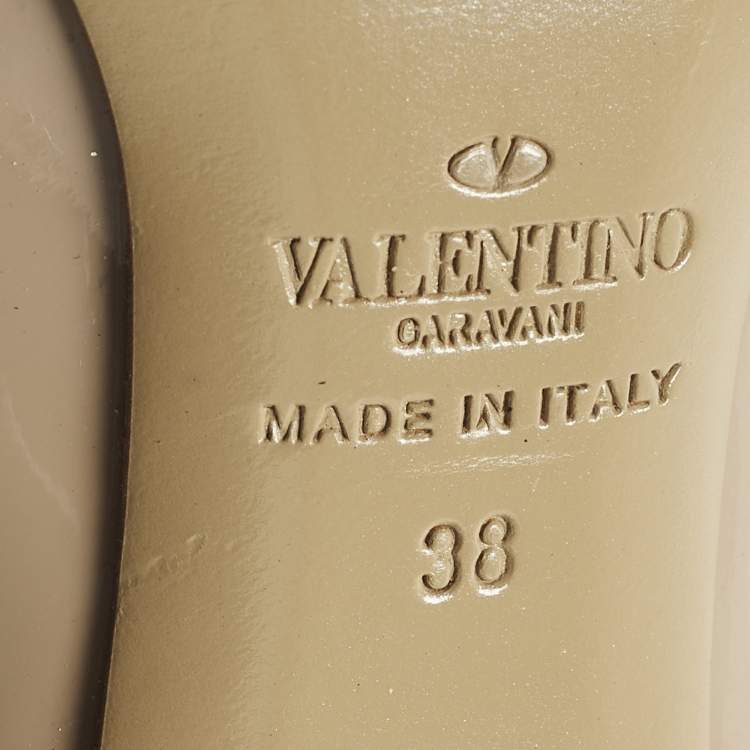 V
VALENTINO
GARAVANI
MADE IN ITALY
38